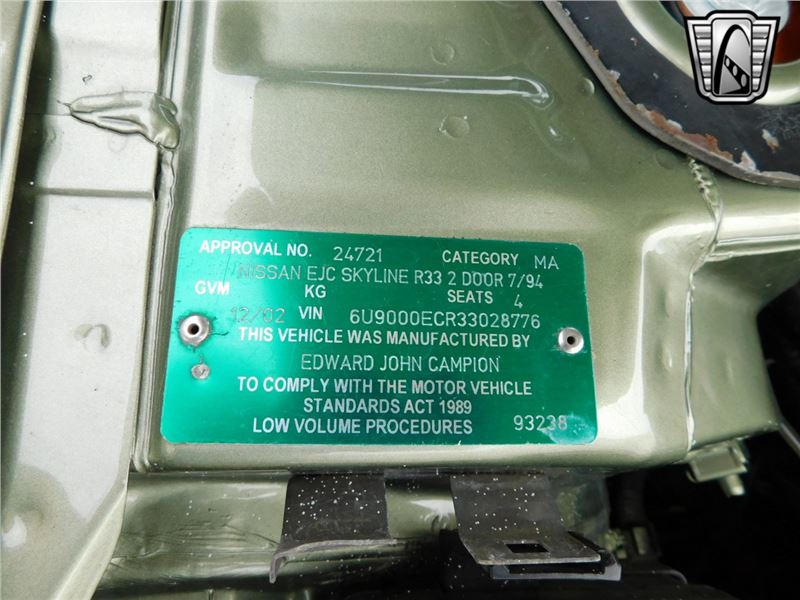 APPROVAL NO. 24721 CATEGORY MA
NISSAN EJC SKYLINE R33 2 DOOR 7/94
GVM KG SEATS 4
12/02 VIN 6U9000ECR33028776
THIS VEHICLE WAS MANUFACTURED BY
EDWARD JOHN CAMPION
TO COMPLY WITH THE MOTOR VEHICLE
STANDARDS ACT 1989
LOW VOLUME PROCEDURES 93238